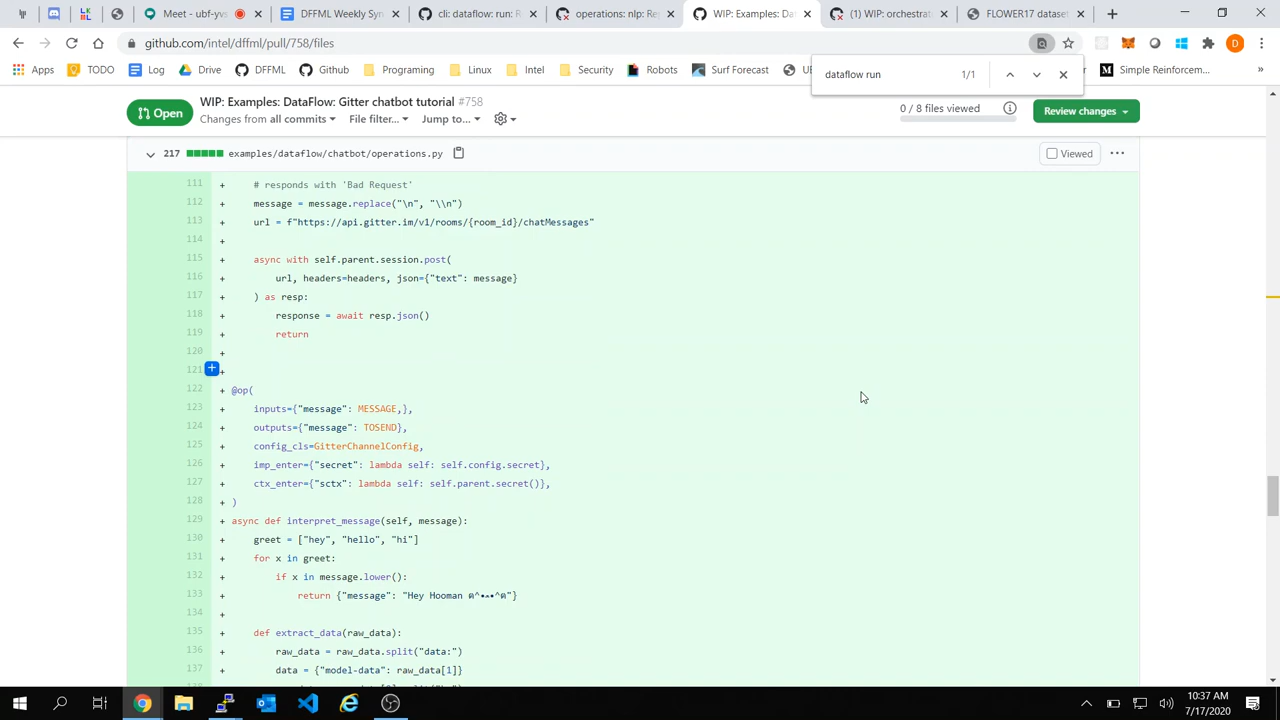 Meet - ubf-yvs
DFFML Weekly Syn
cli: dataflow: run: R
operations: nlp: Re
WIP: Examples: Dat
(1) WIP: orchestrat
LOWER17 dataset
github.com/intel/dffml/pull/758/files
Apps
TODO
Log
Drive
DFFML
Github
Programing
Linux
Intel
Security
Robots
Surf Forecast
Simple Reinforcem...
»
dataflow run
1/1
Open
WIP: Examples: DataFlow: Gitter chatbot tutorial #758
Changes from all commits
File filter...
Jump to...
0 / 8 files viewed
Review changes
217 examples/dataflow/chatbot/operations.py
Viewed
111 + # responds with 'Bad Request'
112 + message = message.replace("\n", "\\n")
113 + url = f"https://api.gitter.im/v1/rooms/{room_id}/chatMessages"
114 +
115 + async with self.parent.session.post(
116 + url, headers=headers, json={"text": message}
117 + ) as resp:
118 + response = await resp.json()
119 + return
120 +
121 +
122 + @op(
123 + inputs={"message": MESSAGE,},
124 + outputs={"message": TOSEND},
125 + config_cls=GitterChannelConfig,
126 + imp_enter={"secret": lambda self: self.config.secret},
127 + ctx_enter={"sctx": lambda self: self.parent.secret()},
128 + )
129 + async def interpret_message(self, message):
130 + greet = ["hey", "hello", "hi"]
131 + for x in greet:
132 + if x in message.lower():
133 + return {"message": "Hey Hooman ฅ^•ﻌ•^ฅ"}
134 +
135 + def extract_data(raw_data):
136 + raw_data = raw_data.split("data:")
137 + data = {"model-data": raw_data[1]}
10:37 AM
7/17/2020